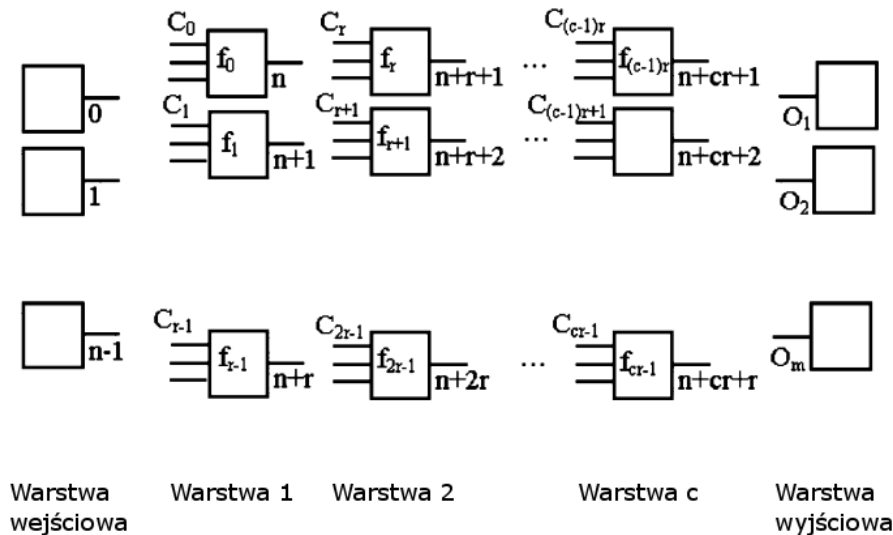 C0 Cr C(c-1)r
f0 fr ... f(c-1)r
n n+r+1 n+cr+1
0 O1
C1 Cr+1 C(c-1)r+1
f1 fr+1 ...
n+1 n+r+2 n+cr+2
1 O2
Cr-1 C2r-1 Ccr-1
fr-1 f2r-1 ... fcr-1
n-1 n+r n+2r n+cr+r Om
Warstwa wejściowa
Warstwa 1
Warstwa 2
Warstwa c
Warstwa wyjściowa